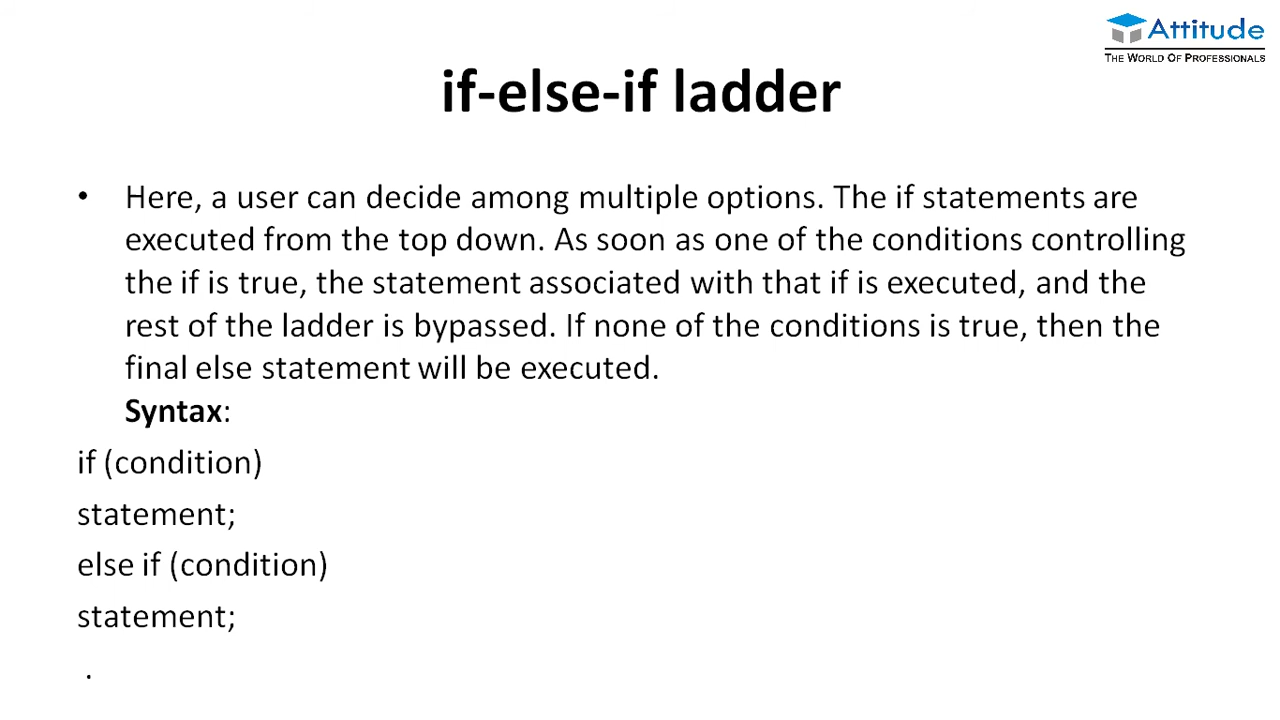 Attitude
THE WORLD OF PROFESSIONALS
if-else-if ladder
• Here, a user can decide among multiple options. The if statements are
executed from the top down. As soon as one of the conditions controlling
the if is true, the statement associated with that if is executed, and the
rest of the ladder is bypassed. If none of the conditions is true, then the
final else statement will be executed.
Syntax:
if (condition)
statement;
else if (condition)
statement;
.